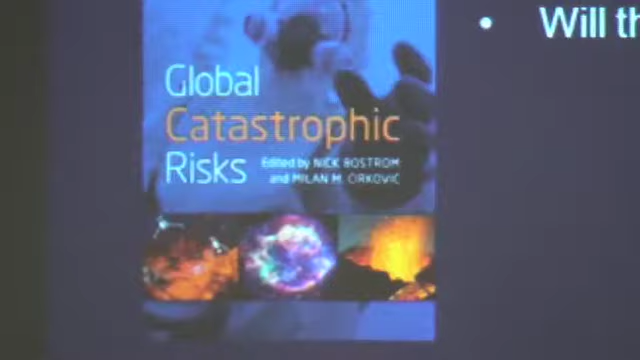 Global
Catastrophic
Risks
Edited by NICK BOSTROM
and MILAN M. ĆIRKOVIĆ
• Will th